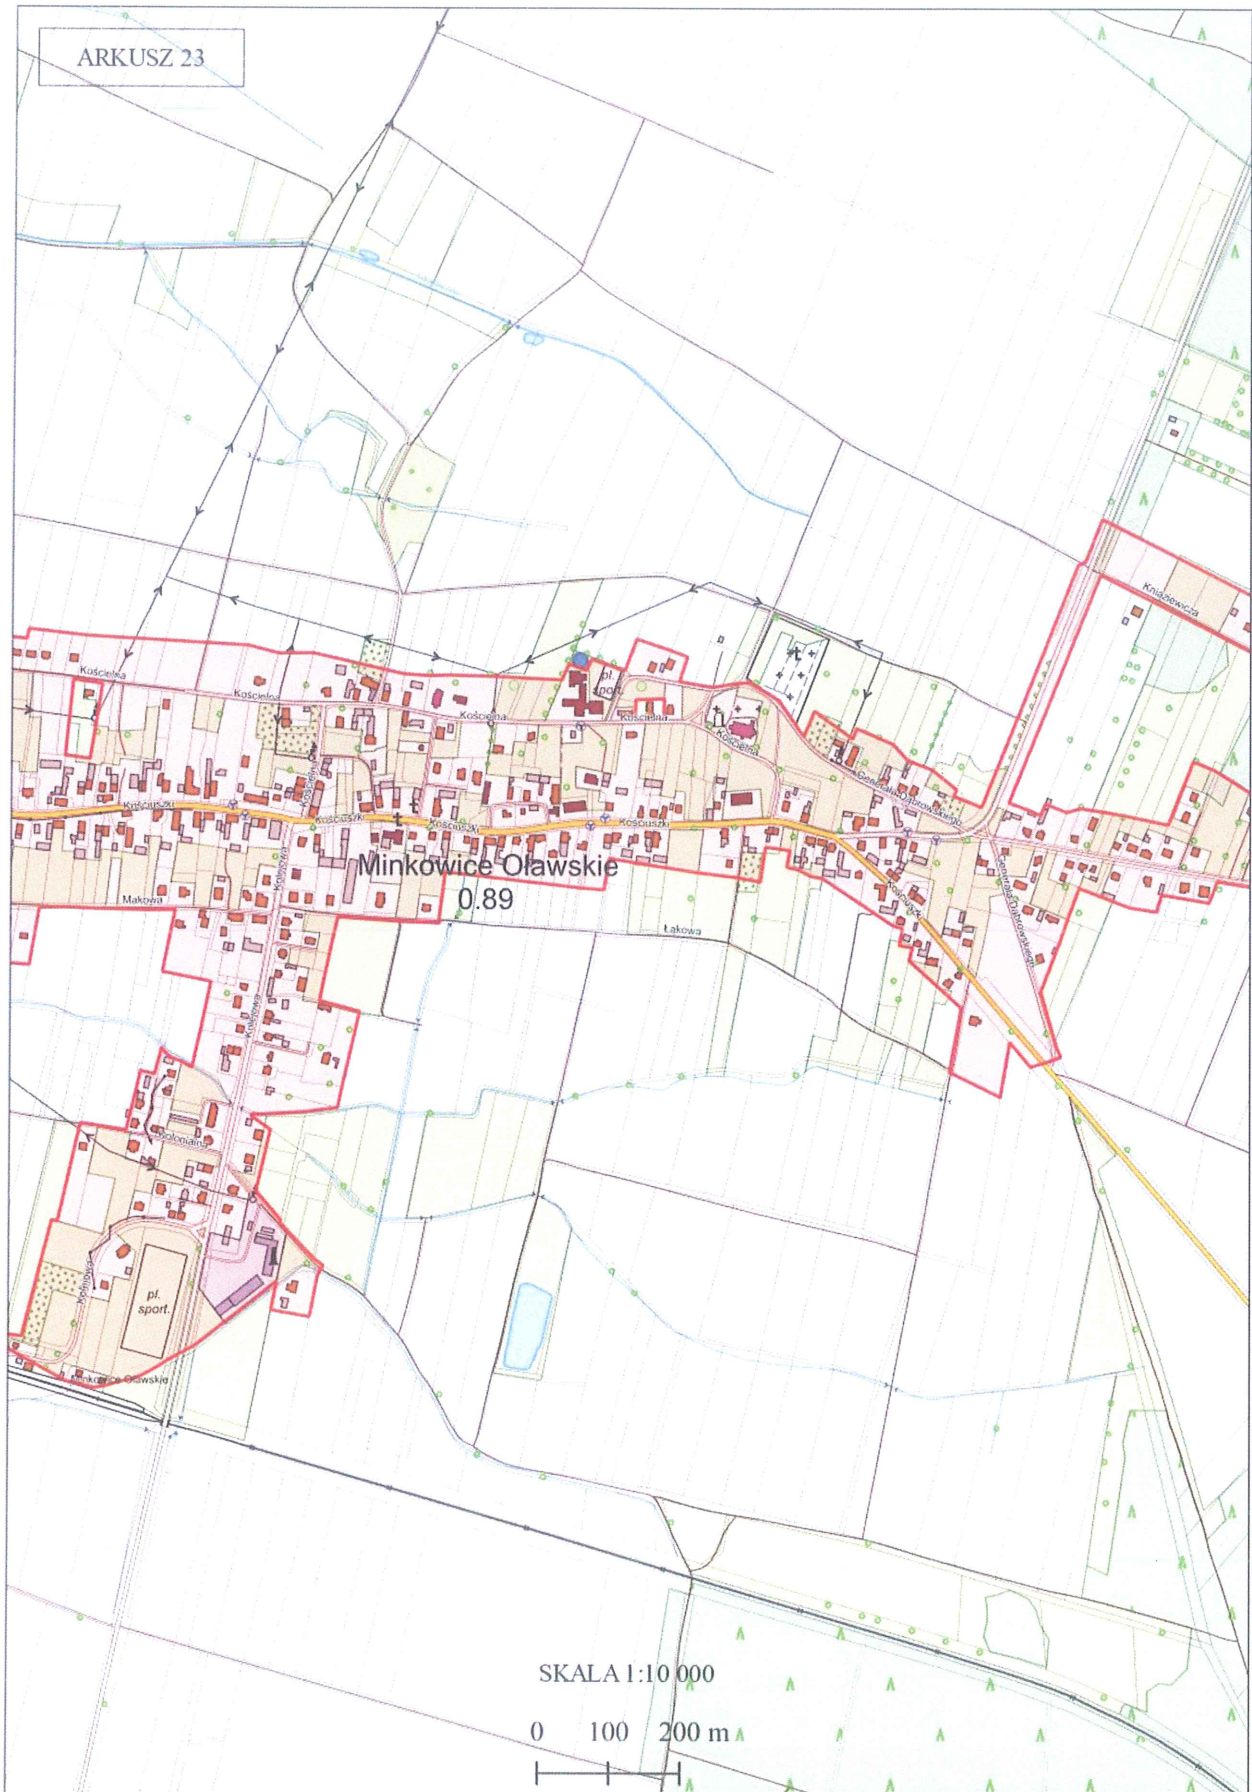 ARKUSZ 23
Kniaziewicza
Kościelna
Kościelna
Kościelna
pl.
sport.
Kościelna
Kościelna
Kościelna
Generała Dąbrowskiego
Kościuszki
Kościuszki
Kościuszki
Kościuszki
Minkowice Oławskie
0.89
Kolejowa
Makowa
Łąkowa
Kościuszki
Generała Dąbrowskiego
Kolejowa
Kolonialna
pl.
sport.
Minkowice Oławskie
SKALA 1:10 000
0 100 200 m